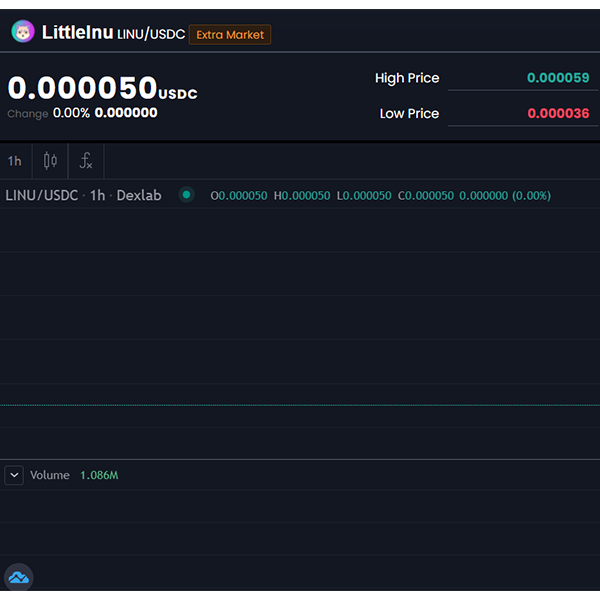 LittleInu LINU/USDC Extra Market
0.000050 USDC
Change 0.00% 0.000000
High Price 0.000059
Low Price 0.000036
1h
LINU/USDC · 1h · Dexlab O0.000050 H0.000050 L0.000050 C0.000050 0.000000 (0.00%)
Volume 1.086M